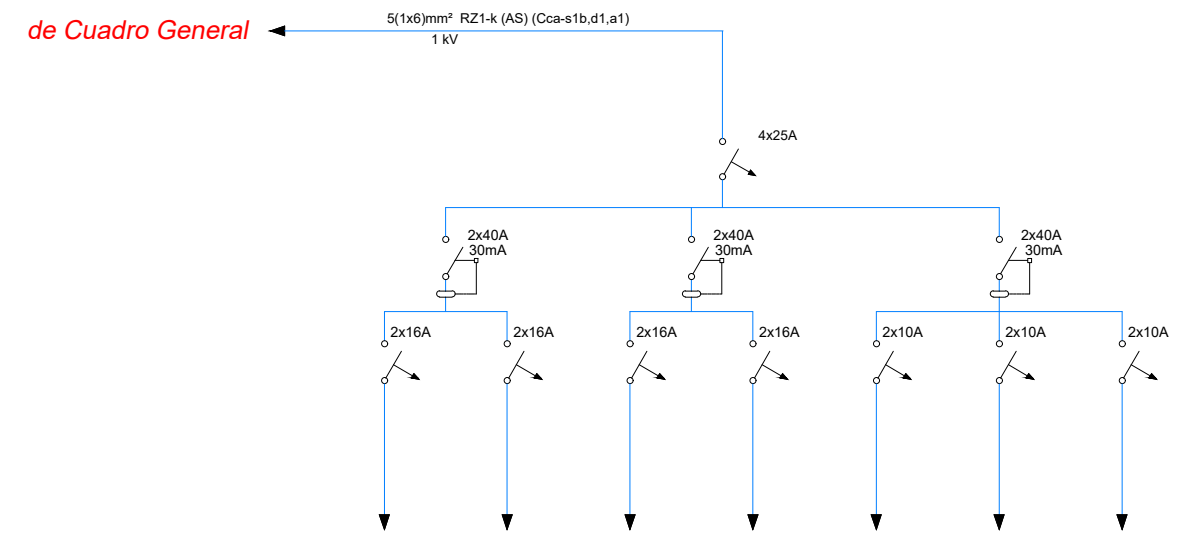 5(1x6)mm² RZ1-k (AS) (Cca-s1b,d1,a1)
de Cuadro General
1 kV
4x25A
2x40A
30mA
2x40A
30mA
2x40A
30mA
2x16A
2x16A
2x16A
2x16A
2x10A
2x10A
2x10A